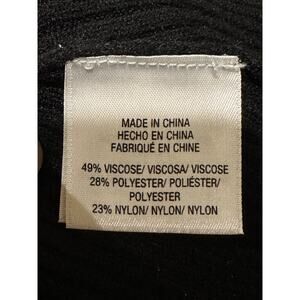 MADE IN CHINA
HECHO EN CHINA
FABRIQUÉ EN CHINE
49% VISCOSE/ VISCOSA/ VISCOSE
28% POLYESTER/ POLIÉSTER/
POLYESTER
23% NYLON/ NYLON/ NYLON